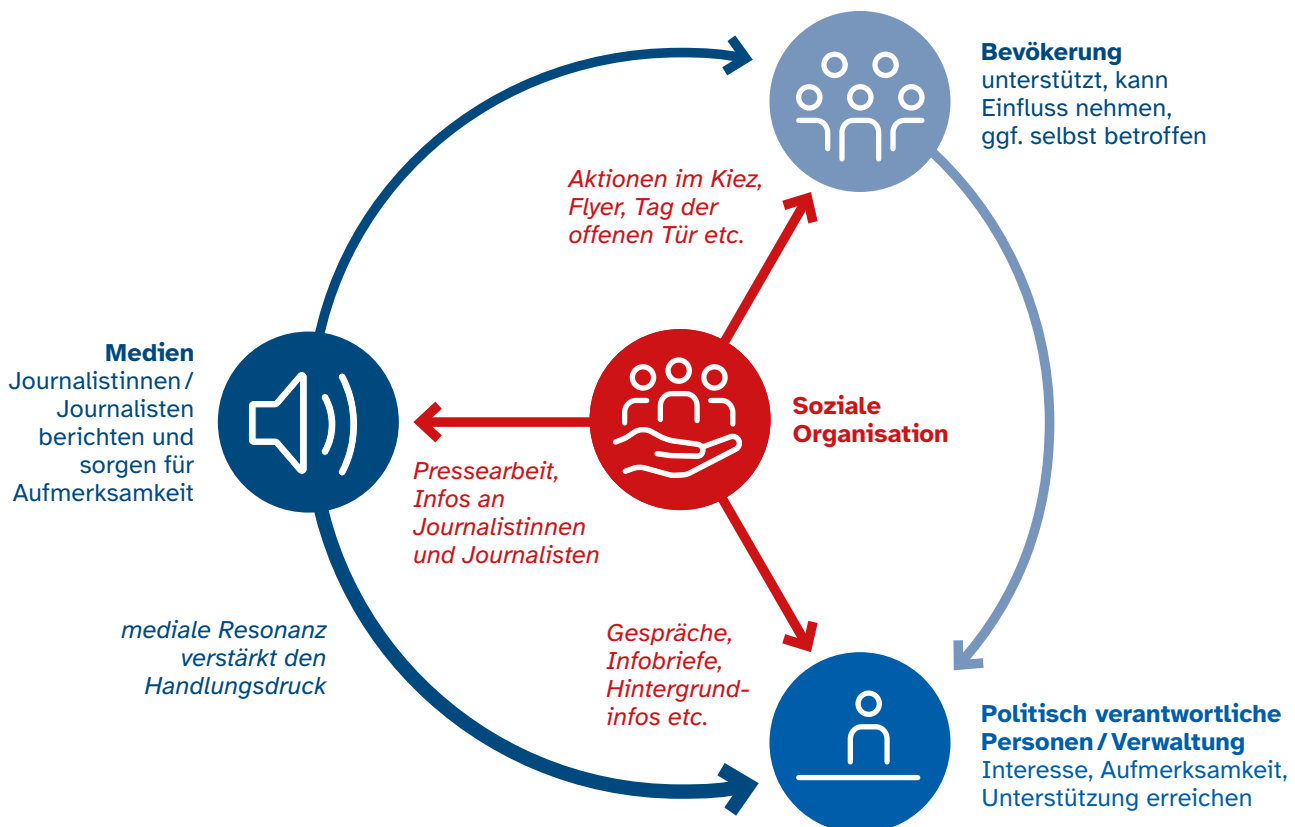 Bevökerung
unterstützt, kann
Einfluss nehmen,
ggf. selbst betroffen
Aktionen im Kiez,
Flyer, Tag der
offenen Tür etc.
Medien
Journalistinnen/
Journalisten
berichten und
sorgen für
Aufmerksamkeit
Soziale
Organisation
Pressearbeit,
Infos an
Journalistinnen
und Journalisten
mediale Resonanz
verstärkt den
Handlungsdruck
Gespräche,
Infobriefe,
Hintergrund-
infos etc.
Politisch verantwortliche
Personen/Verwaltung
Interesse, Aufmerksamkeit,
Unterstützung erreichen